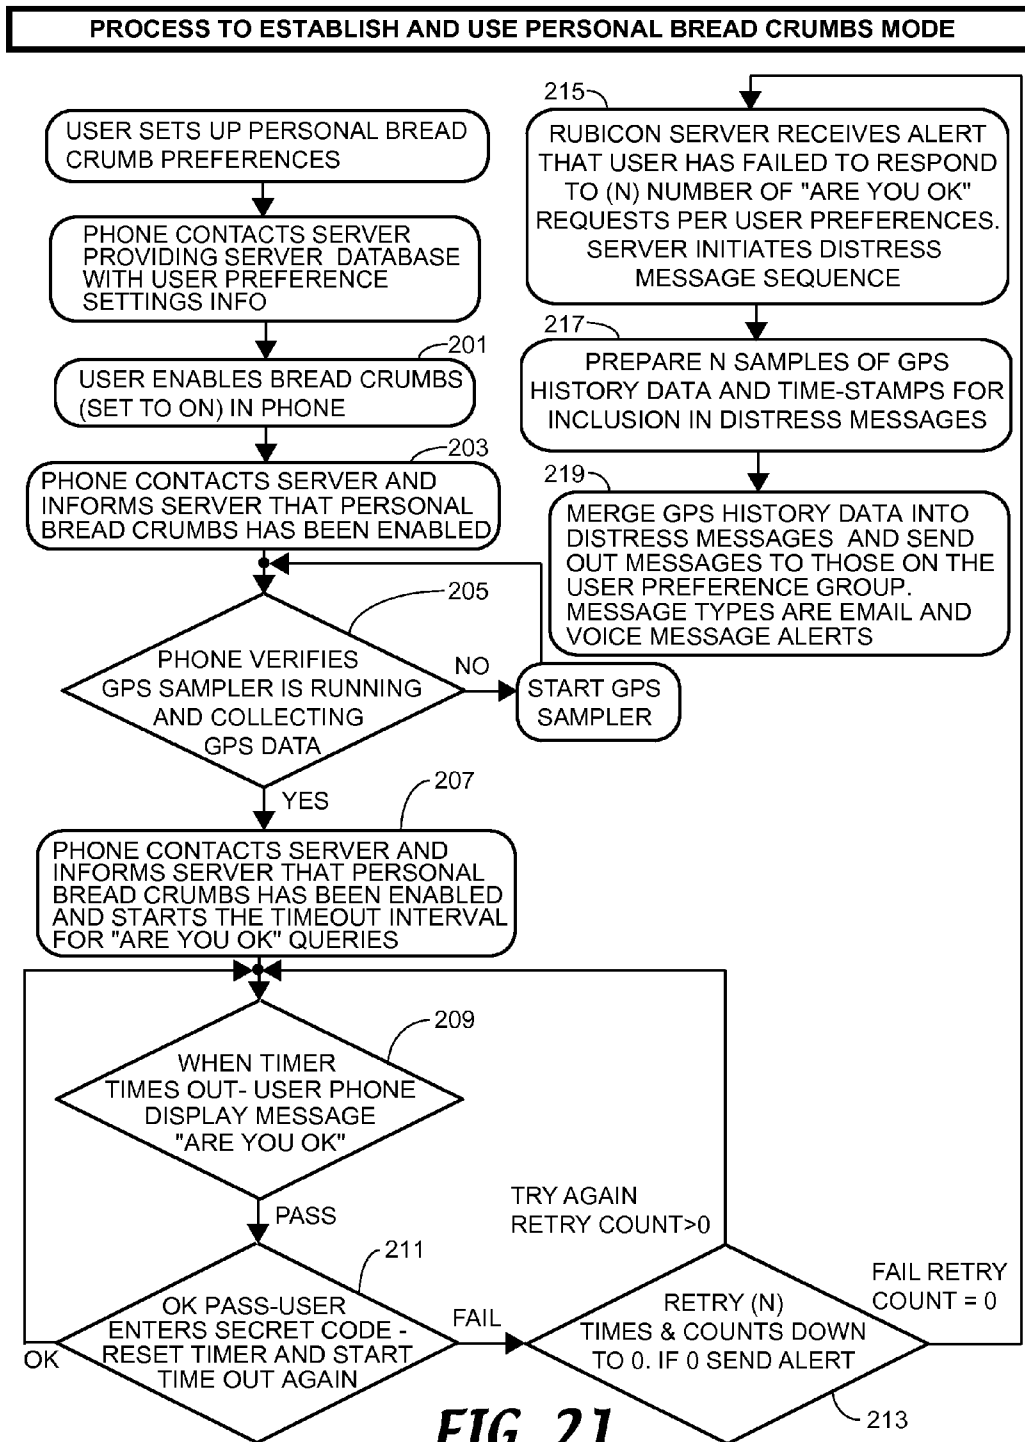 PROCESS TO ESTABLISH AND USE PERSONAL BREAD CRUMBS MODE
USER SETS UP PERSONAL BREAD
CRUMB PREFERENCES
PHONE CONTACTS SERVER
PROVIDING SERVER DATABASE
WITH USER PREFERENCE
SETTINGS INFO
201
USER ENABLES BREAD CRUMBS
(SET TO ON) IN PHONE
203
PHONE CONTACTS SERVER AND
INFORMS SERVER THAT PERSONAL
BREAD CRUMBS HAS BEEN ENABLED
205
PHONE VERIFIES
GPS SAMPLER IS RUNNING
AND COLLECTING
GPS DATA
NO
START GPS
SAMPLER
YES
207
PHONE CONTACTS SERVER AND
INFORMS SERVER THAT PERSONAL
BREAD CRUMBS HAS BEEN ENABLED
AND STARTS THE TIMEOUT INTERVAL
FOR "ARE YOU OK" QUERIES
209
WHEN TIMER
TIMES OUT- USER PHONE
DISPLAY MESSAGE
"ARE YOU OK"
PASS
211
OK PASS-USER
ENTERS SECRET CODE -
RESET TIMER AND START
TIME OUT AGAIN
OK
FAIL
TRY AGAIN
RETRY COUNT>0
RETRY (N)
TIMES & COUNTS DOWN
TO 0. IF 0 SEND ALERT
213
FAIL RETRY
COUNT = 0
215
RUBICON SERVER RECEIVES ALERT
THAT USER HAS FAILED TO RESPOND
TO (N) NUMBER OF "ARE YOU OK"
REQUESTS PER USER PREFERENCES.
SERVER INITIATES DISTRESS
MESSAGE SEQUENCE
217
PREPARE N SAMPLES OF GPS
HISTORY DATA AND TIME-STAMPS FOR
INCLUSION IN DISTRESS MESSAGES
219
MERGE GPS HISTORY DATA INTO
DISTRESS MESSAGES AND SEND
OUT MESSAGES TO THOSE ON THE
USER PREFERENCE GROUP.
MESSAGE TYPES ARE EMAIL AND
VOICE MESSAGE ALERTS
FIG. 21